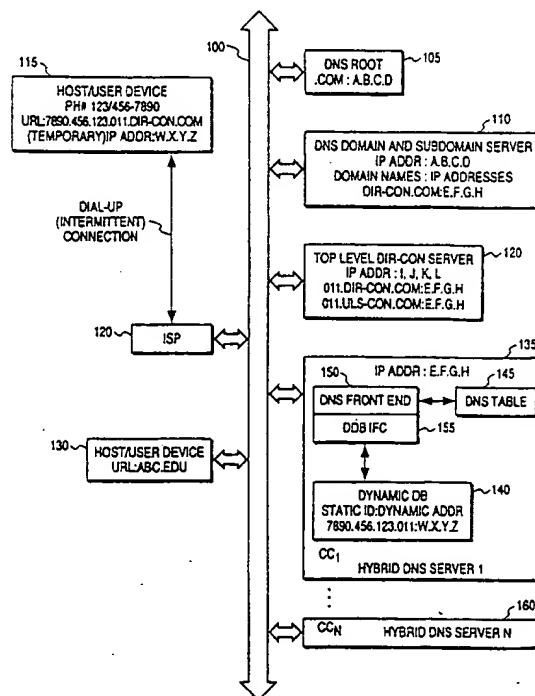 115
HOST/USER DEVICE
PH# 123/456-7890
URL:7890.456.123.011.DIR-CON.COM
(TEMPORARY)IP ADDR:W.X.Y.Z
DIAL-UP
(INTERMITTENT)
CONNECTION
120
ISP
130
HOST/USER DEVICE
URL:ABC.EDU
100
105
DNS ROOT
.COM : A.B.C.D
110
DNS DOMAIN AND SUBDOMAIN SERVER
IP ADDR : A.B.C.D
DOMAIN NAMES : IP ADDRESSES
DIR-CON.COM:E.F.G.H
120
TOP LEVEL DIR-CON SERVER
IP ADDR : I, J, K, L
011.DIR-CON.COM:E.F.G.H
011.ULS-CON.COM:E.F.G.H
135
IP ADDR : E.F.G.H
150
145
DNS FRONT END
DNS TABLE
DDB IFC
155
140
DYNAMIC DB
STATIC ID:DYNAMIC ADDR
7890.456.123.011:W.X.Y.Z
CC1
HYBRID DNS SERVER 1
160
CCN
HYBRID DNS SERVER N